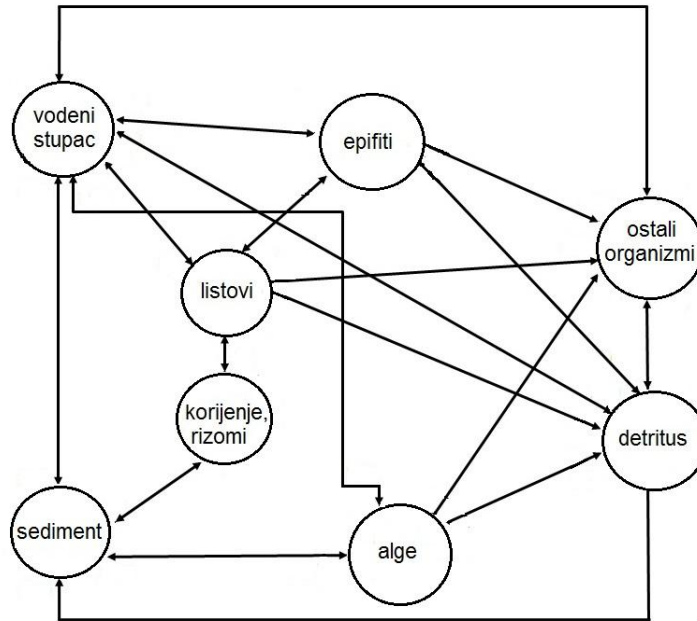 vodeni
stupac
epifiti
ostali
organizmi
listovi
korijenje,
rizomi
detritus
sediment
alge